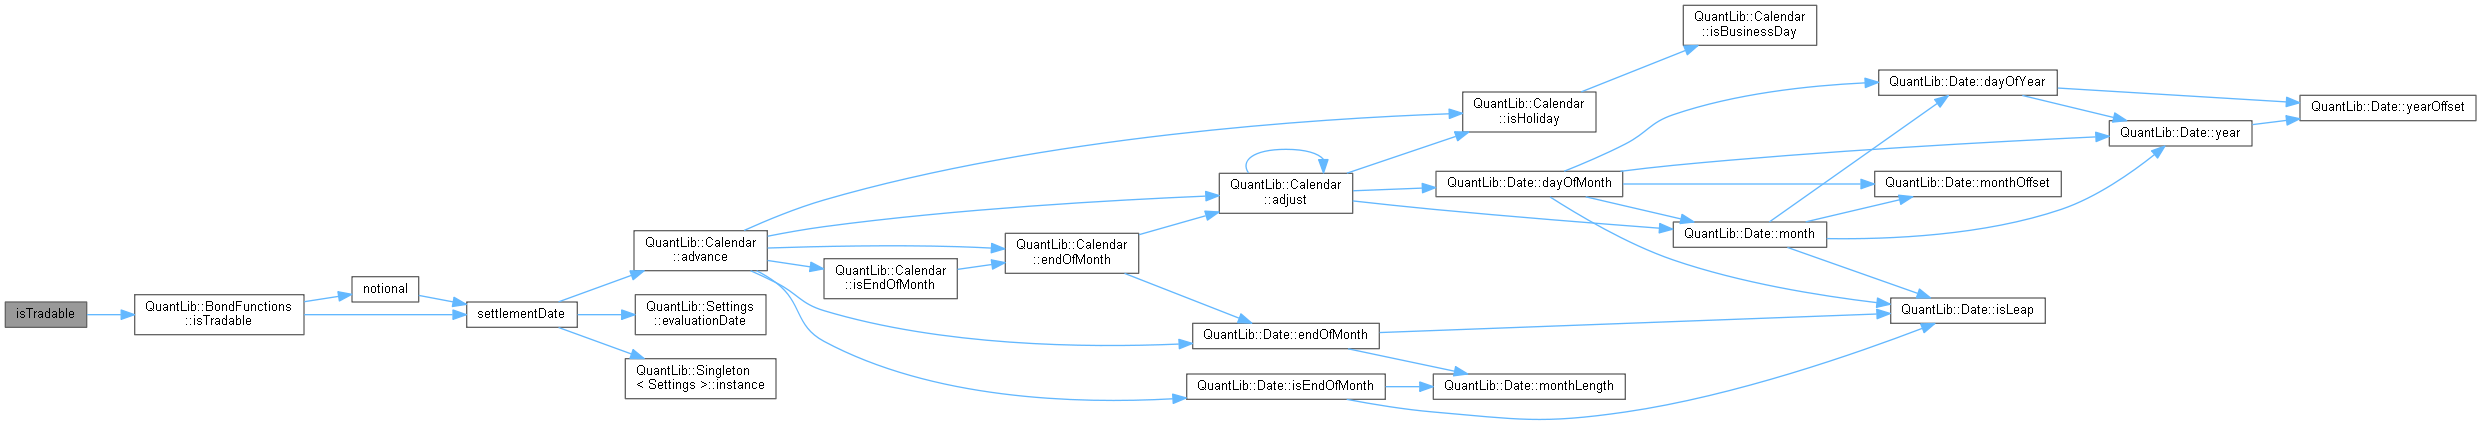 isTradable
QuantLib::BondFunctions
::isTradable
notional
settlementDate
QuantLib::Calendar
::advance
QuantLib::Settings
::evaluationDate
QuantLib::Singleton
< Settings >::instance
QuantLib::Calendar
::isEndOfMonth
QuantLib::Calendar
::endOfMonth
QuantLib::Calendar
::adjust
QuantLib::Date::endOfMonth
QuantLib::Date::isEndOfMonth
QuantLib::Calendar
::isHoliday
QuantLib::Date::dayOfMonth
QuantLib::Date::monthLength
QuantLib::Calendar
::isBusinessDay
QuantLib::Date::month
QuantLib::Date::dayOfYear
QuantLib::Date::monthOffset
QuantLib::Date::isLeap
QuantLib::Date::year
QuantLib::Date::yearOffset